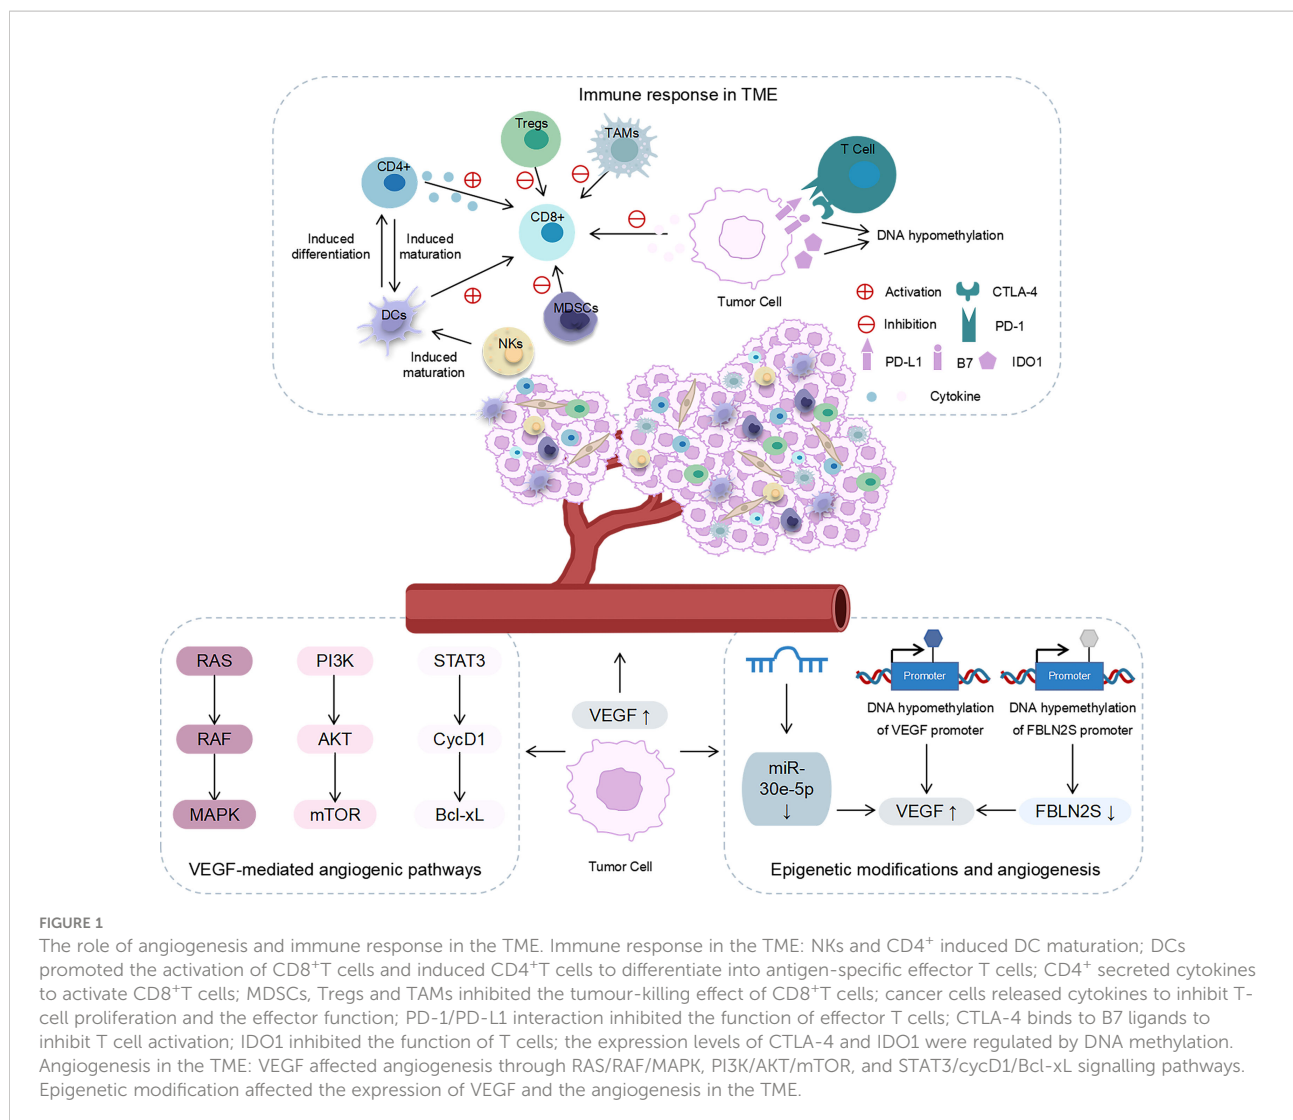 Immune response in TME
Tregs
TAMs
T Cell
CD4+
CD8+
Induced
differentiation
Induced
maturation
DNA hypomethylation
Tumor Cell
DCs
MDSCs
NKs
Induced
maturation
Activation
CTLA-4
Inhibition
PD-1
PD-L1
B7
IDO1
Cytokine
RAS
PI3K
STAT3
RAF
AKT
CycD1
MAPK
mTOR
Bcl-xL
VEGF-mediated angiogenic pathways
VEGF ↑
Tumor Cell
Promoter
Promoter
DNA hypomethylation
of VEGF promoter
DNA hypemethylation
of FBLN2S promoter
miR-
30e-5p
↓
VEGF ↑
FBLN2S ↓
Epigenetic modifications and angiogenesis
FIGURE 1
The role of angiogenesis and immune response in the TME. Immune response in the TME: NKs and CD4+ induced DC maturation; DCs
promoted the activation of CD8+T cells and induced CD4+T cells to differentiate into antigen-specific effector T cells; CD4+ secreted cytokines
to activate CD8+T cells; MDSCs, Tregs and TAMs inhibited the tumour-killing effect of CD8+T cells; cancer cells released cytokines to inhibit T-
cell proliferation and the effector function; PD-1/PD-L1 interaction inhibited the function of effector T cells; CTLA-4 binds to B7 ligands to
inhibit T cell activation; IDO1 inhibited the function of T cells; the expression levels of CTLA-4 and IDO1 were regulated by DNA methylation.
Angiogenesis in the TME: VEGF affected angiogenesis through RAS/RAF/MAPK, PI3K/AKT/mTOR, and STAT3/cycD1/Bcl-xL signalling pathways.
Epigenetic modification affected the expression of VEGF and the angiogenesis in the TME.